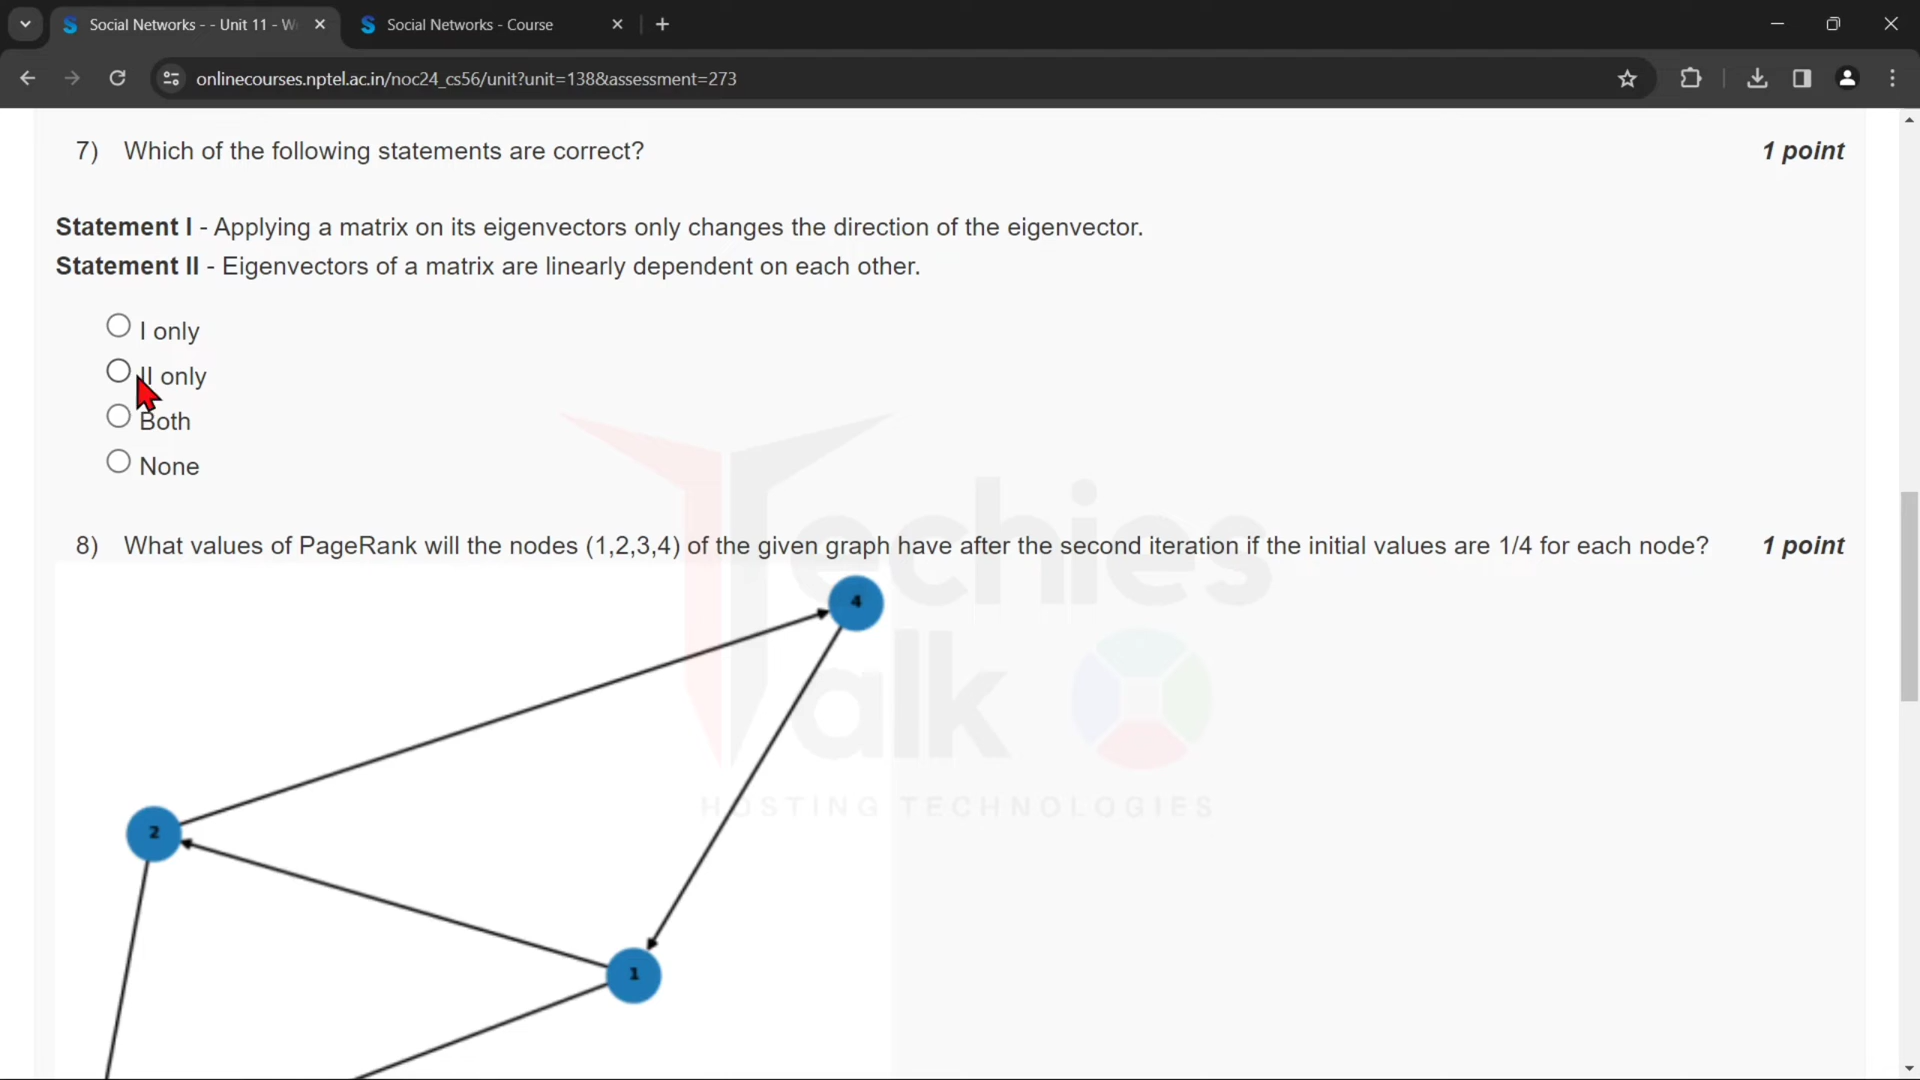 Social Networks - - Unit 11 - W
Social Networks - Course
onlinecourses.nptel.ac.in/noc24_cs56/unit?unit=138&assessment=273
7) Which of the following statements are correct? 1 point
Statement I - Applying a matrix on its eigenvectors only changes the direction of the eigenvector.
Statement II - Eigenvectors of a matrix are linearly dependent on each other.
I only
II only
Both
None
8) What values of PageRank will the nodes (1,2,3,4) of the given graph have after the second iteration if the initial values are 1/4 for each node? 1 point
4
Techies
Talk
HOSTING TECHNOLOGIES
2
1